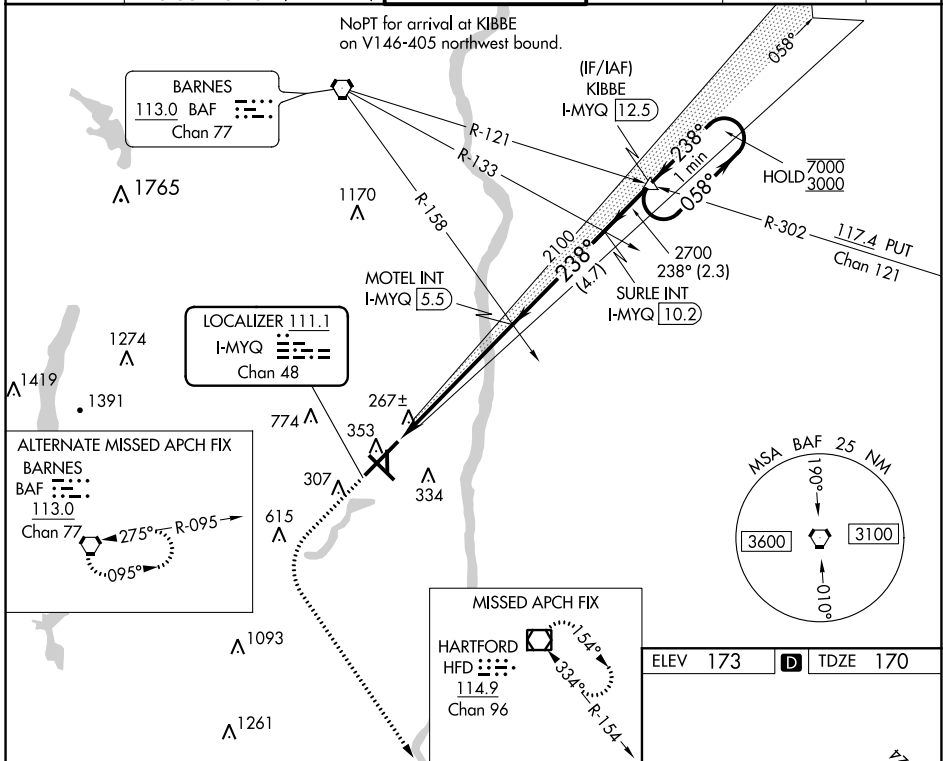 NoPT for arrival at KIBBE
on V146-405 northwest bound.
058°
BARNES
113.0 BAF
Chan 77
(IF/IAF)
KIBBE
I-MYQ 12.5
R-121
R-133
R-158
238°
1 min
058°
HOLD 7000
3000
1765
1170
R-302
117.4 PUT
Chan 121
2100
238°
(4.7)
2700
238° (2.3)
MOTEL INT
I-MYQ 5.5
SURLE INT
I-MYQ 10.2
LOCALIZER 111.1
I-MYQ
Chan 48
1274
1419
1391
774
267±
353
307
334
615
ALTERNATE MISSED APCH FIX
BARNES
BAF
113.0
Chan 77
275°
R-095
095°
MSA BAF 25 NM
190°
3600
3100
010°
1093
1261
MISSED APCH FIX
HARTFORD
HFD
114.9
Chan 96
154°
334°
R-154
ELEV 173
D
TDZE 170
24